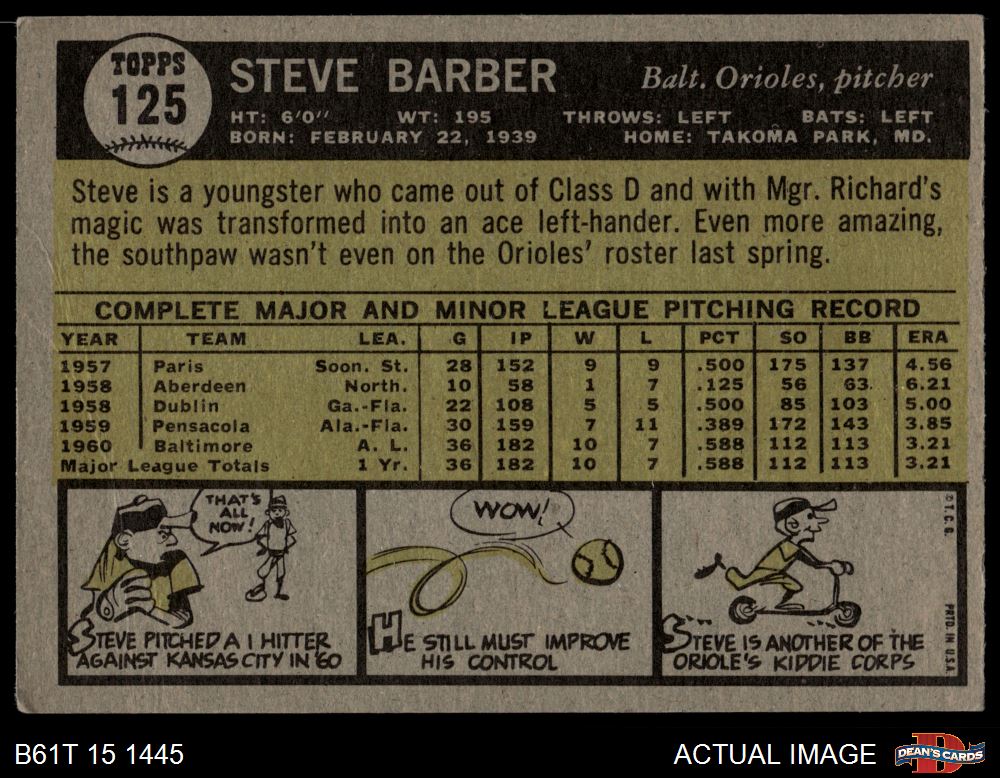 TOPPS
125
STEVE BARBER Balt. Orioles, pitcher
HT: 6'0" WT: 195 THROWS: LEFT BATS: LEFT
BORN: FEBRUARY 22, 1939 HOME: TAKOMA PARK, MD.
Steve is a youngster who came out of Class D and with Mgr. Richard's
magic was transformed into an ace left-hander. Even more amazing,
the southpaw wasn't even on the Orioles' roster last spring.
COMPLETE MAJOR AND MINOR LEAGUE PITCHING RECORD
YEAR TEAM LEA. G IP W L PCT SO BB ERA
1957 Paris Soon. St. 28 152 9 9 .500 175 137 4.56
1958 Aberdeen North. 10 58 1 7 .125 56 63 6.21
1958 Dublin Ga.-Fla. 22 108 5 5 .500 85 103 5.00
1959 Pensacola Ala.-Fla. 30 159 7 11 .389 172 143 3.85
1960 Baltimore A. L. 36 182 10 7 .588 112 113 3.21
Major League Totals 1 Yr. 36 182 10 7 .588 112 113 3.21
THAT'S
ALL
NOW!
STEVE PITCHED A 1 HITTER
AGAINST KANSAS CITY IN '60
WOW!
HE STILL MUST IMPROVE
HIS CONTROL
STEVE IS ANOTHER OF THE
ORIOLE'S KIDDIE CORPS
© T.C.G.
PRTD. IN U.S.A.
B61T 15 1445 ACTUAL IMAGE
D
DEAN'S CARDS